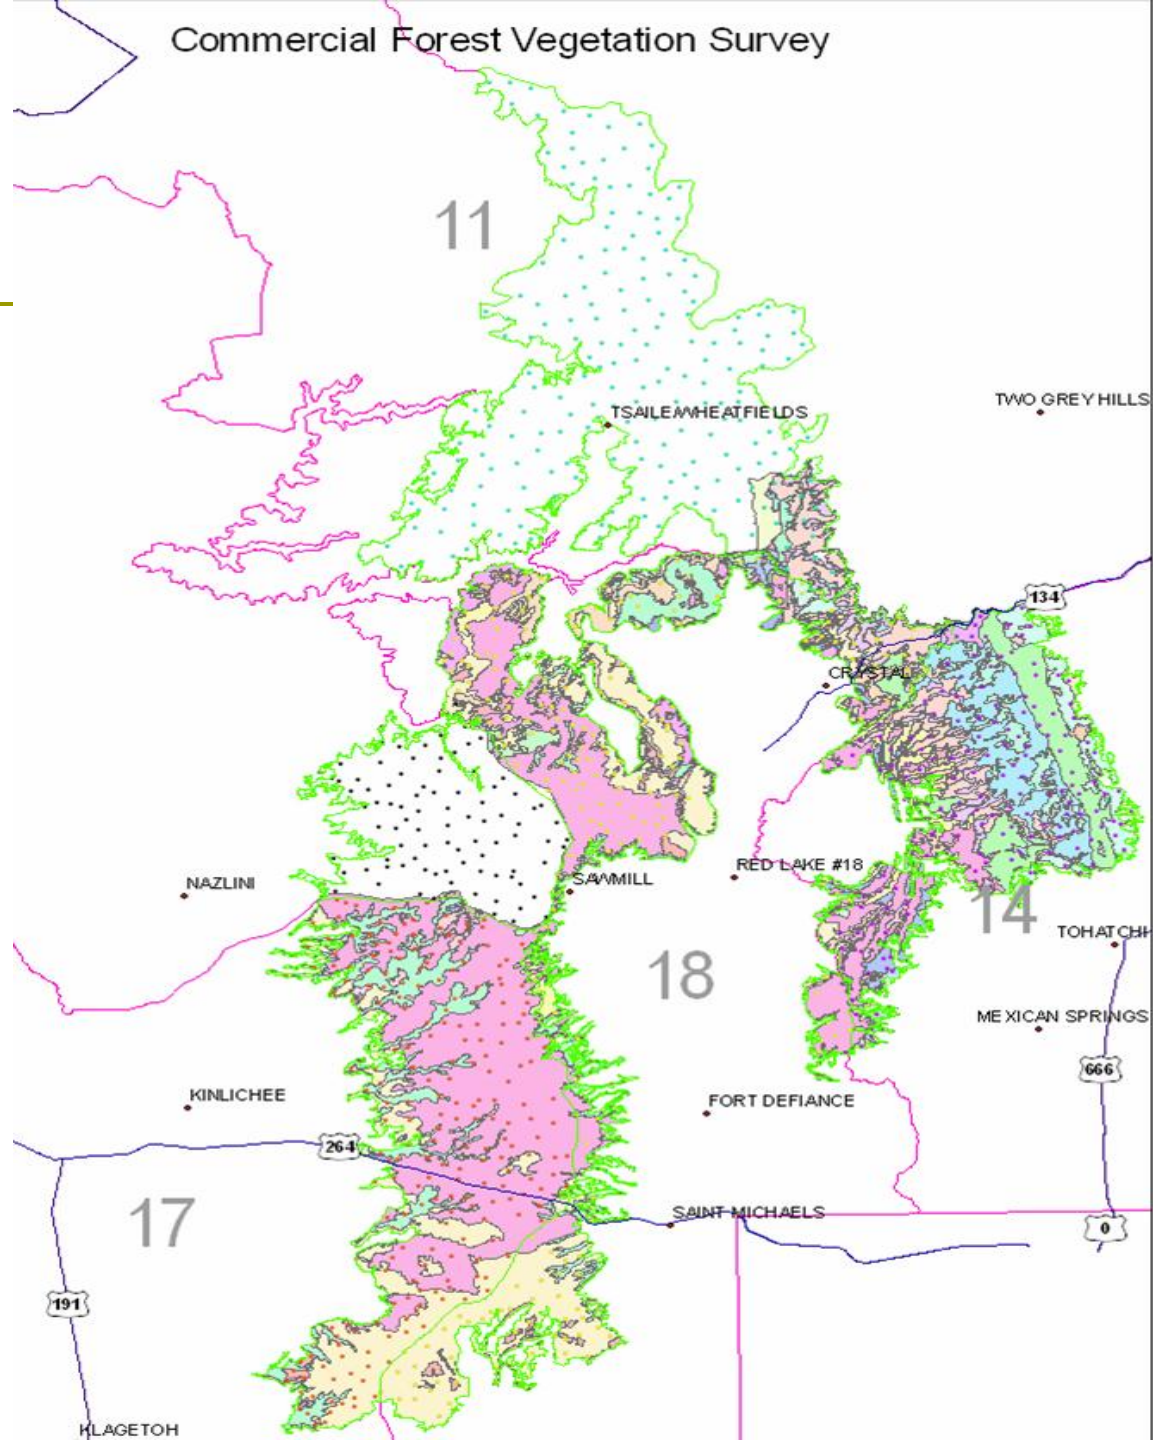 Commercial Forest Vegetation Survey
11
TWO GREY HILLS
TSAILE/WHEATFIELDS
134
CRYSTAL
RED LAKE #18
SAWMILL
NAZLINI
14
TOHATCHI
18
MEXICAN SPRINGS
666
KINLICHEE
FORT DEFIANCE
264
17
SAINT MICHAELS
0
191
KLAGETOH